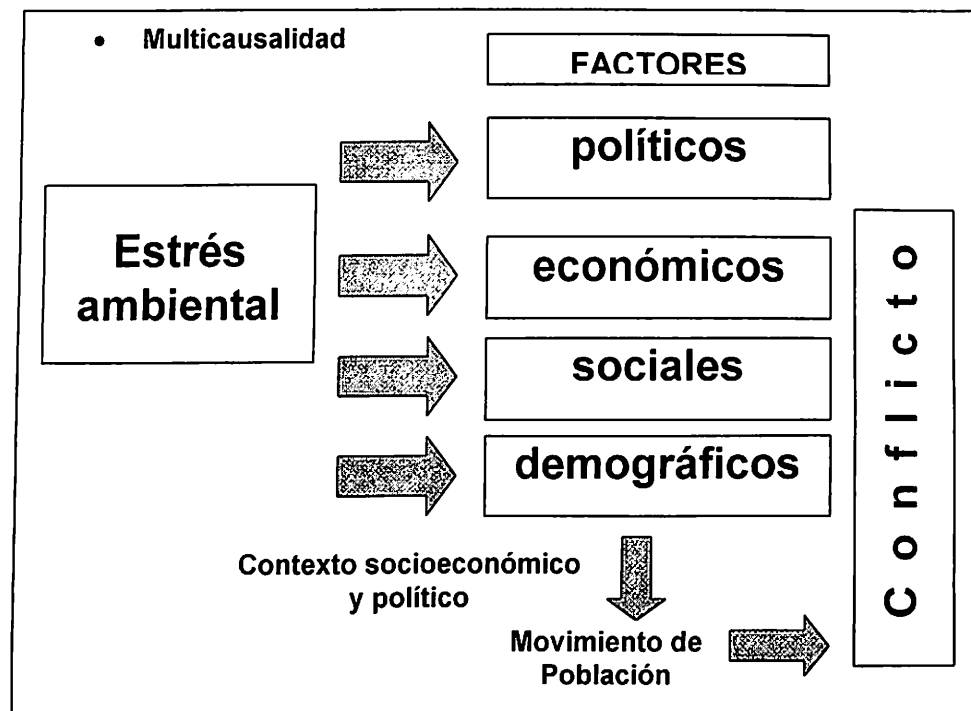 • Multicausalidad
FACTORES
políticos
Estrés
ambiental
económicos
sociales
demográficos
Contexto socioeconómico
y político
Movimiento de
Población
Conflicto